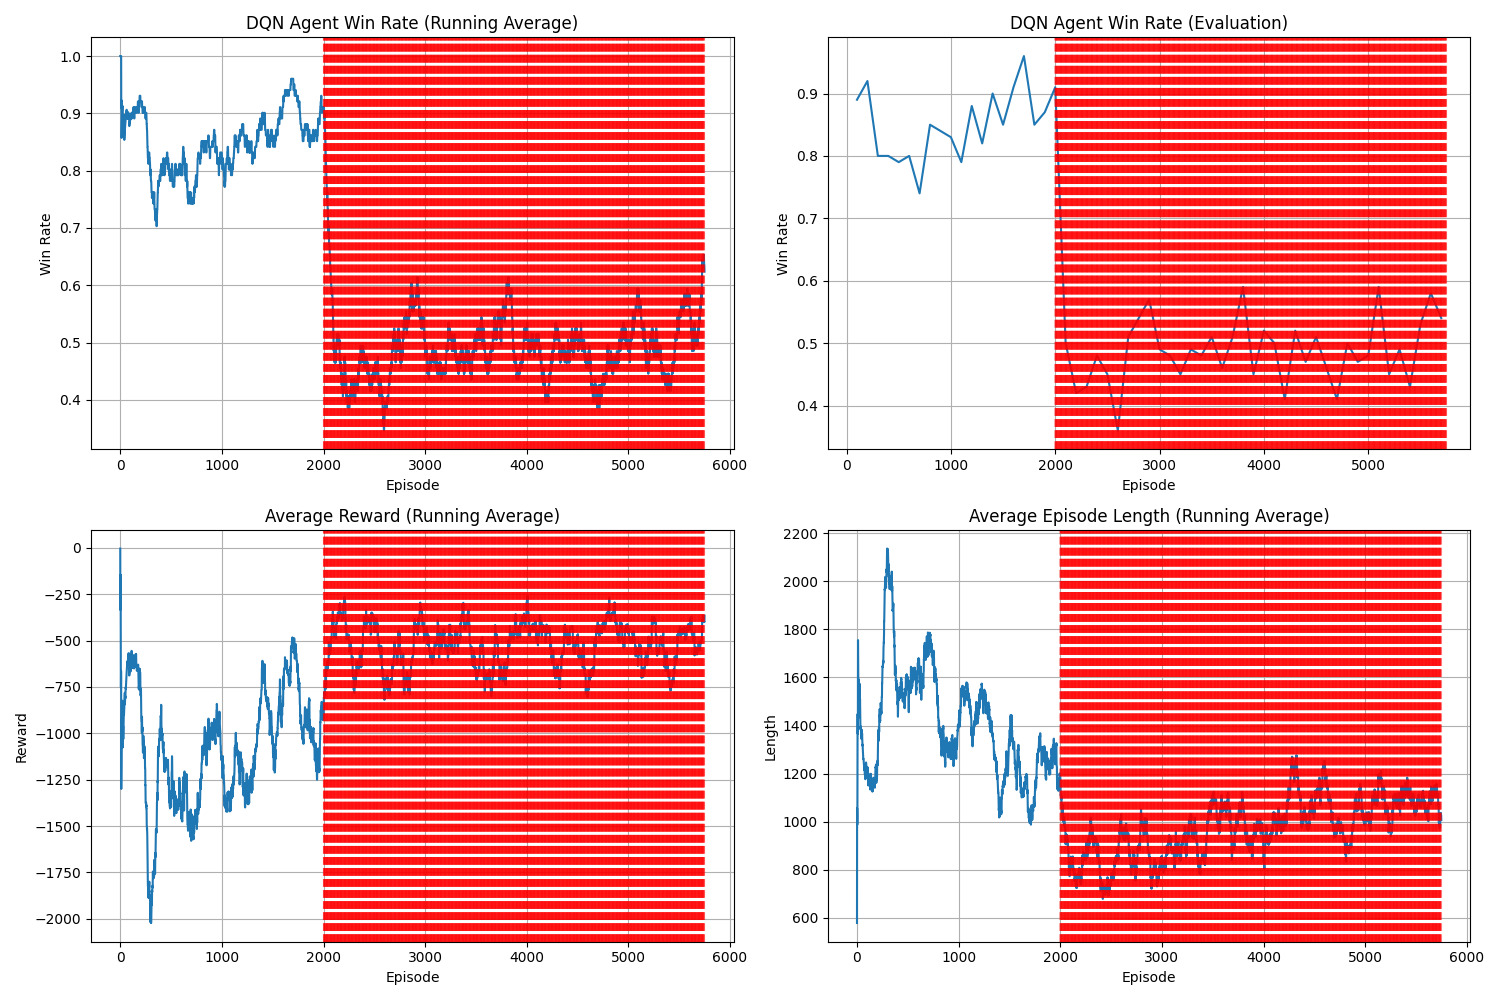 DQN Agent Win Rate (Running Average)
1.0
0.9
0.8
0.7
0.6
0.5
0.4
Win Rate
0 1000 2000 3000 4000 5000 6000
Episode
DQN Agent Win Rate (Evaluation)
0.9
0.8
0.7
0.6
0.5
0.4
Win Rate
0 1000 2000 3000 4000 5000
Episode
Average Reward (Running Average)
0
−250
−500
−750
−1000
−1250
−1500
−1750
−2000
Reward
0 1000 2000 3000 4000 5000 6000
Episode
Average Episode Length (Running Average)
2200
2000
1800
1600
1400
1200
1000
800
600
Length
0 1000 2000 3000 4000 5000 6000
Episode